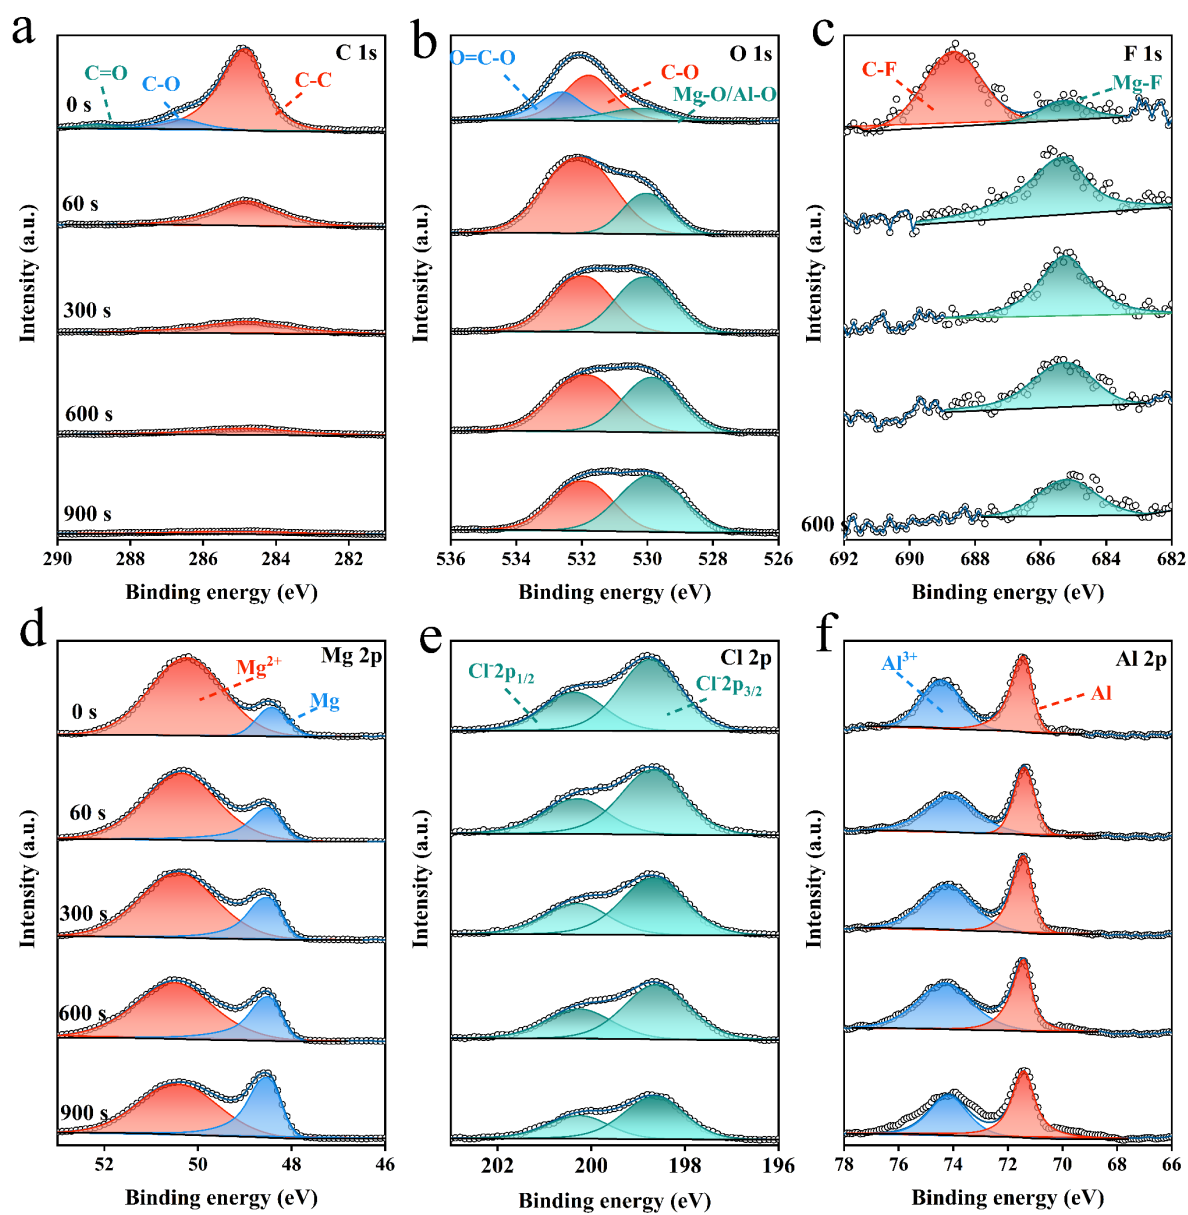 a
C 1s
C=O
C-O
C-C
0 s
60 s
300 s
600 s
900 s
Intensity (a.u.)
290 288 286 284 282
Binding energy (eV)
b
O 1s
O=C-O
C-O
Mg-O/Al-O
Intensity (a.u.)
536 534 532 530 528 526
Binding energy (eV)
c
F 1s
C-F
Mg-F
600 s
Intensity (a.u.)
692 690 688 686 684 682
Binding energy (eV)
d
Mg 2p
Mg²⁺
Mg
0 s
60 s
300 s
600 s
900 s
Intensity (a.u.)
52 50 48 46
Binding energy (eV)
e
Cl 2p
Cl⁻2p₁/₂
Cl⁻2p₃/₂
Intensity (a.u.)
202 200 198 196
Binding energy (eV)
f
Al 2p
Al³⁺
Al
Intensity (a.u.)
78 76 74 72 70 68 66
Binding energy (eV)